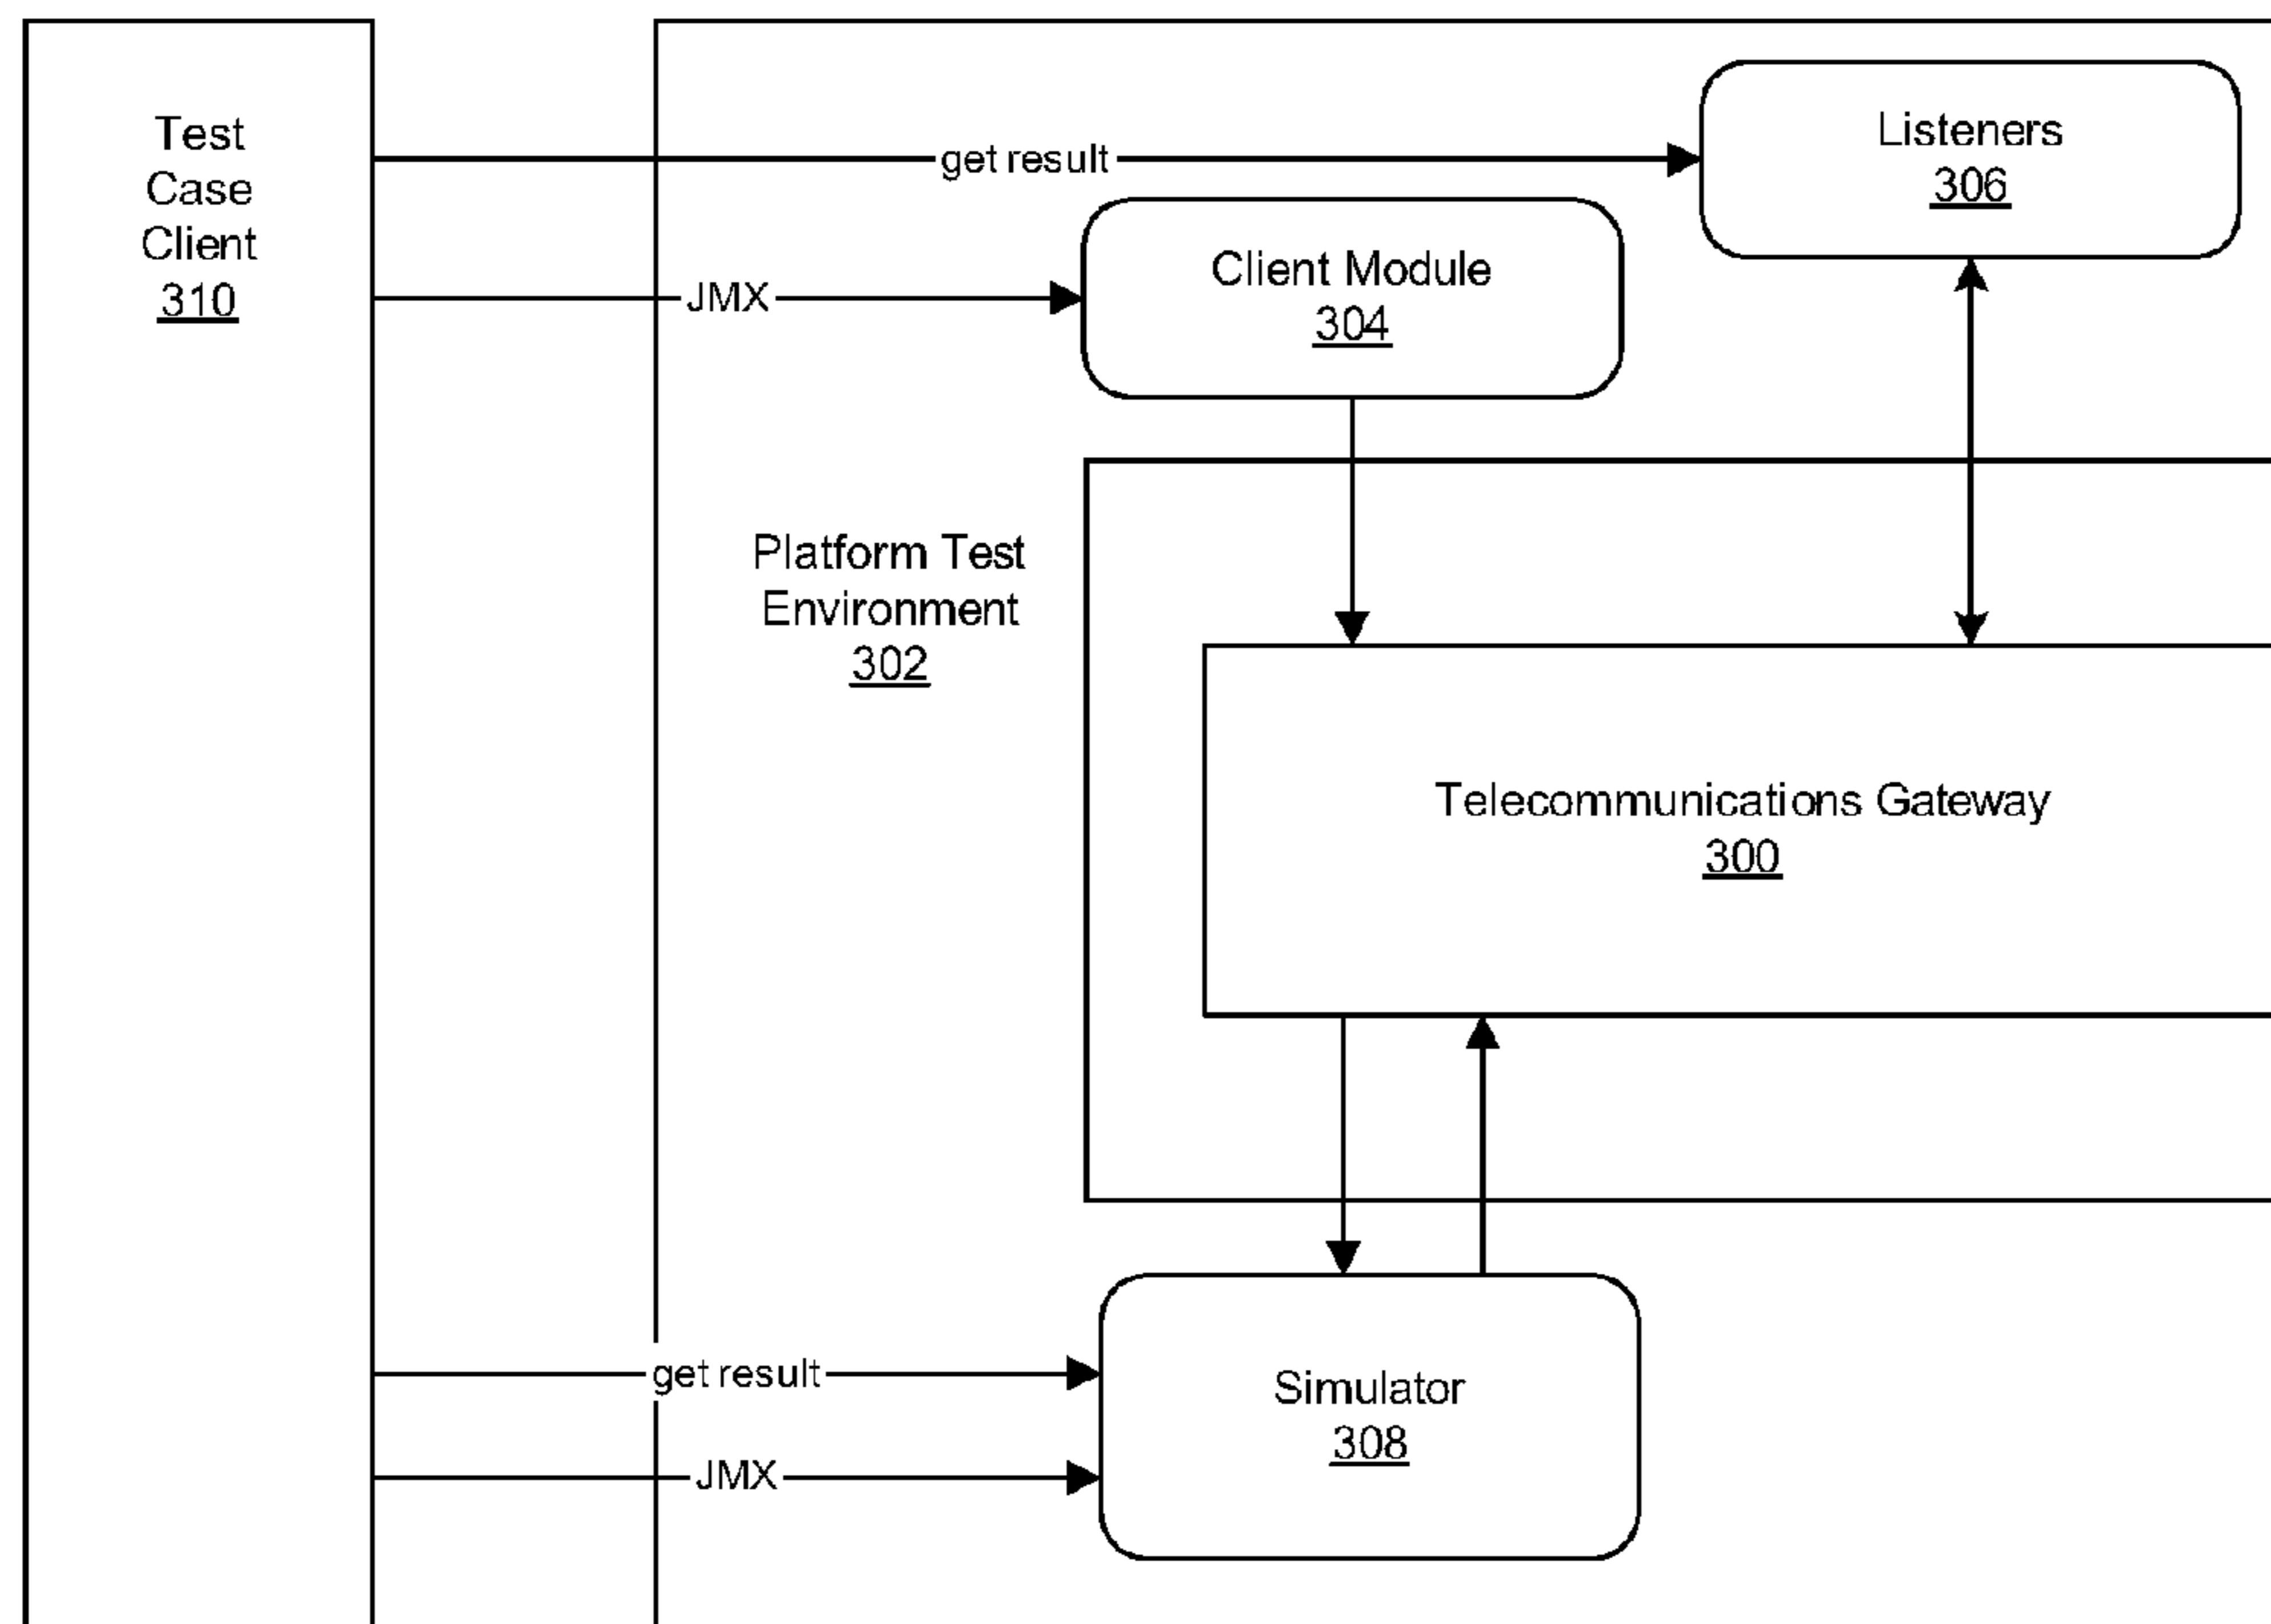 Test
Case
Client
310
get result
Listeners
306
JMX
Client Module
304
Platform Test
Environment
302
Telecommunications Gateway
300
get result
JMX
Simulator
308